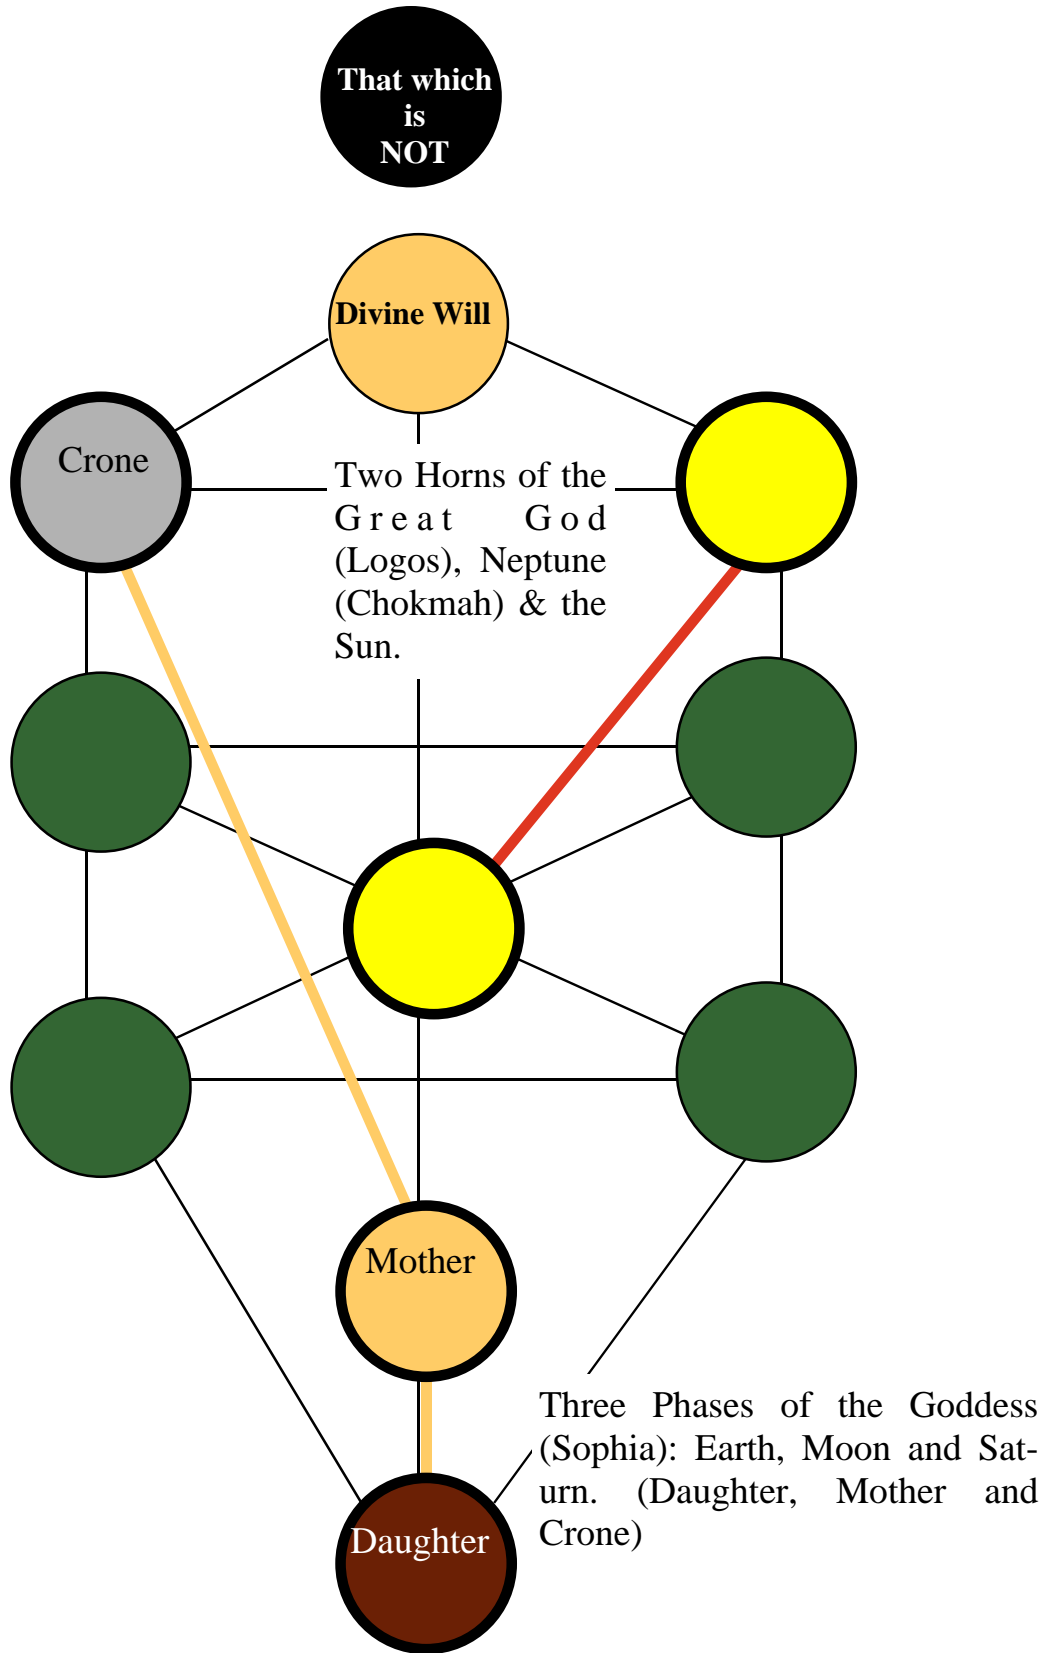 That which
is
NOT
Divine Will
Crone
Two Horns of the
Great God
(Logos), Neptune
(Chokmah) & the
Sun.
Mother
Three Phases of the Goddess
(Sophia): Earth, Moon and Sat-
urn. (Daughter, Mother and
Crone)
Daughter